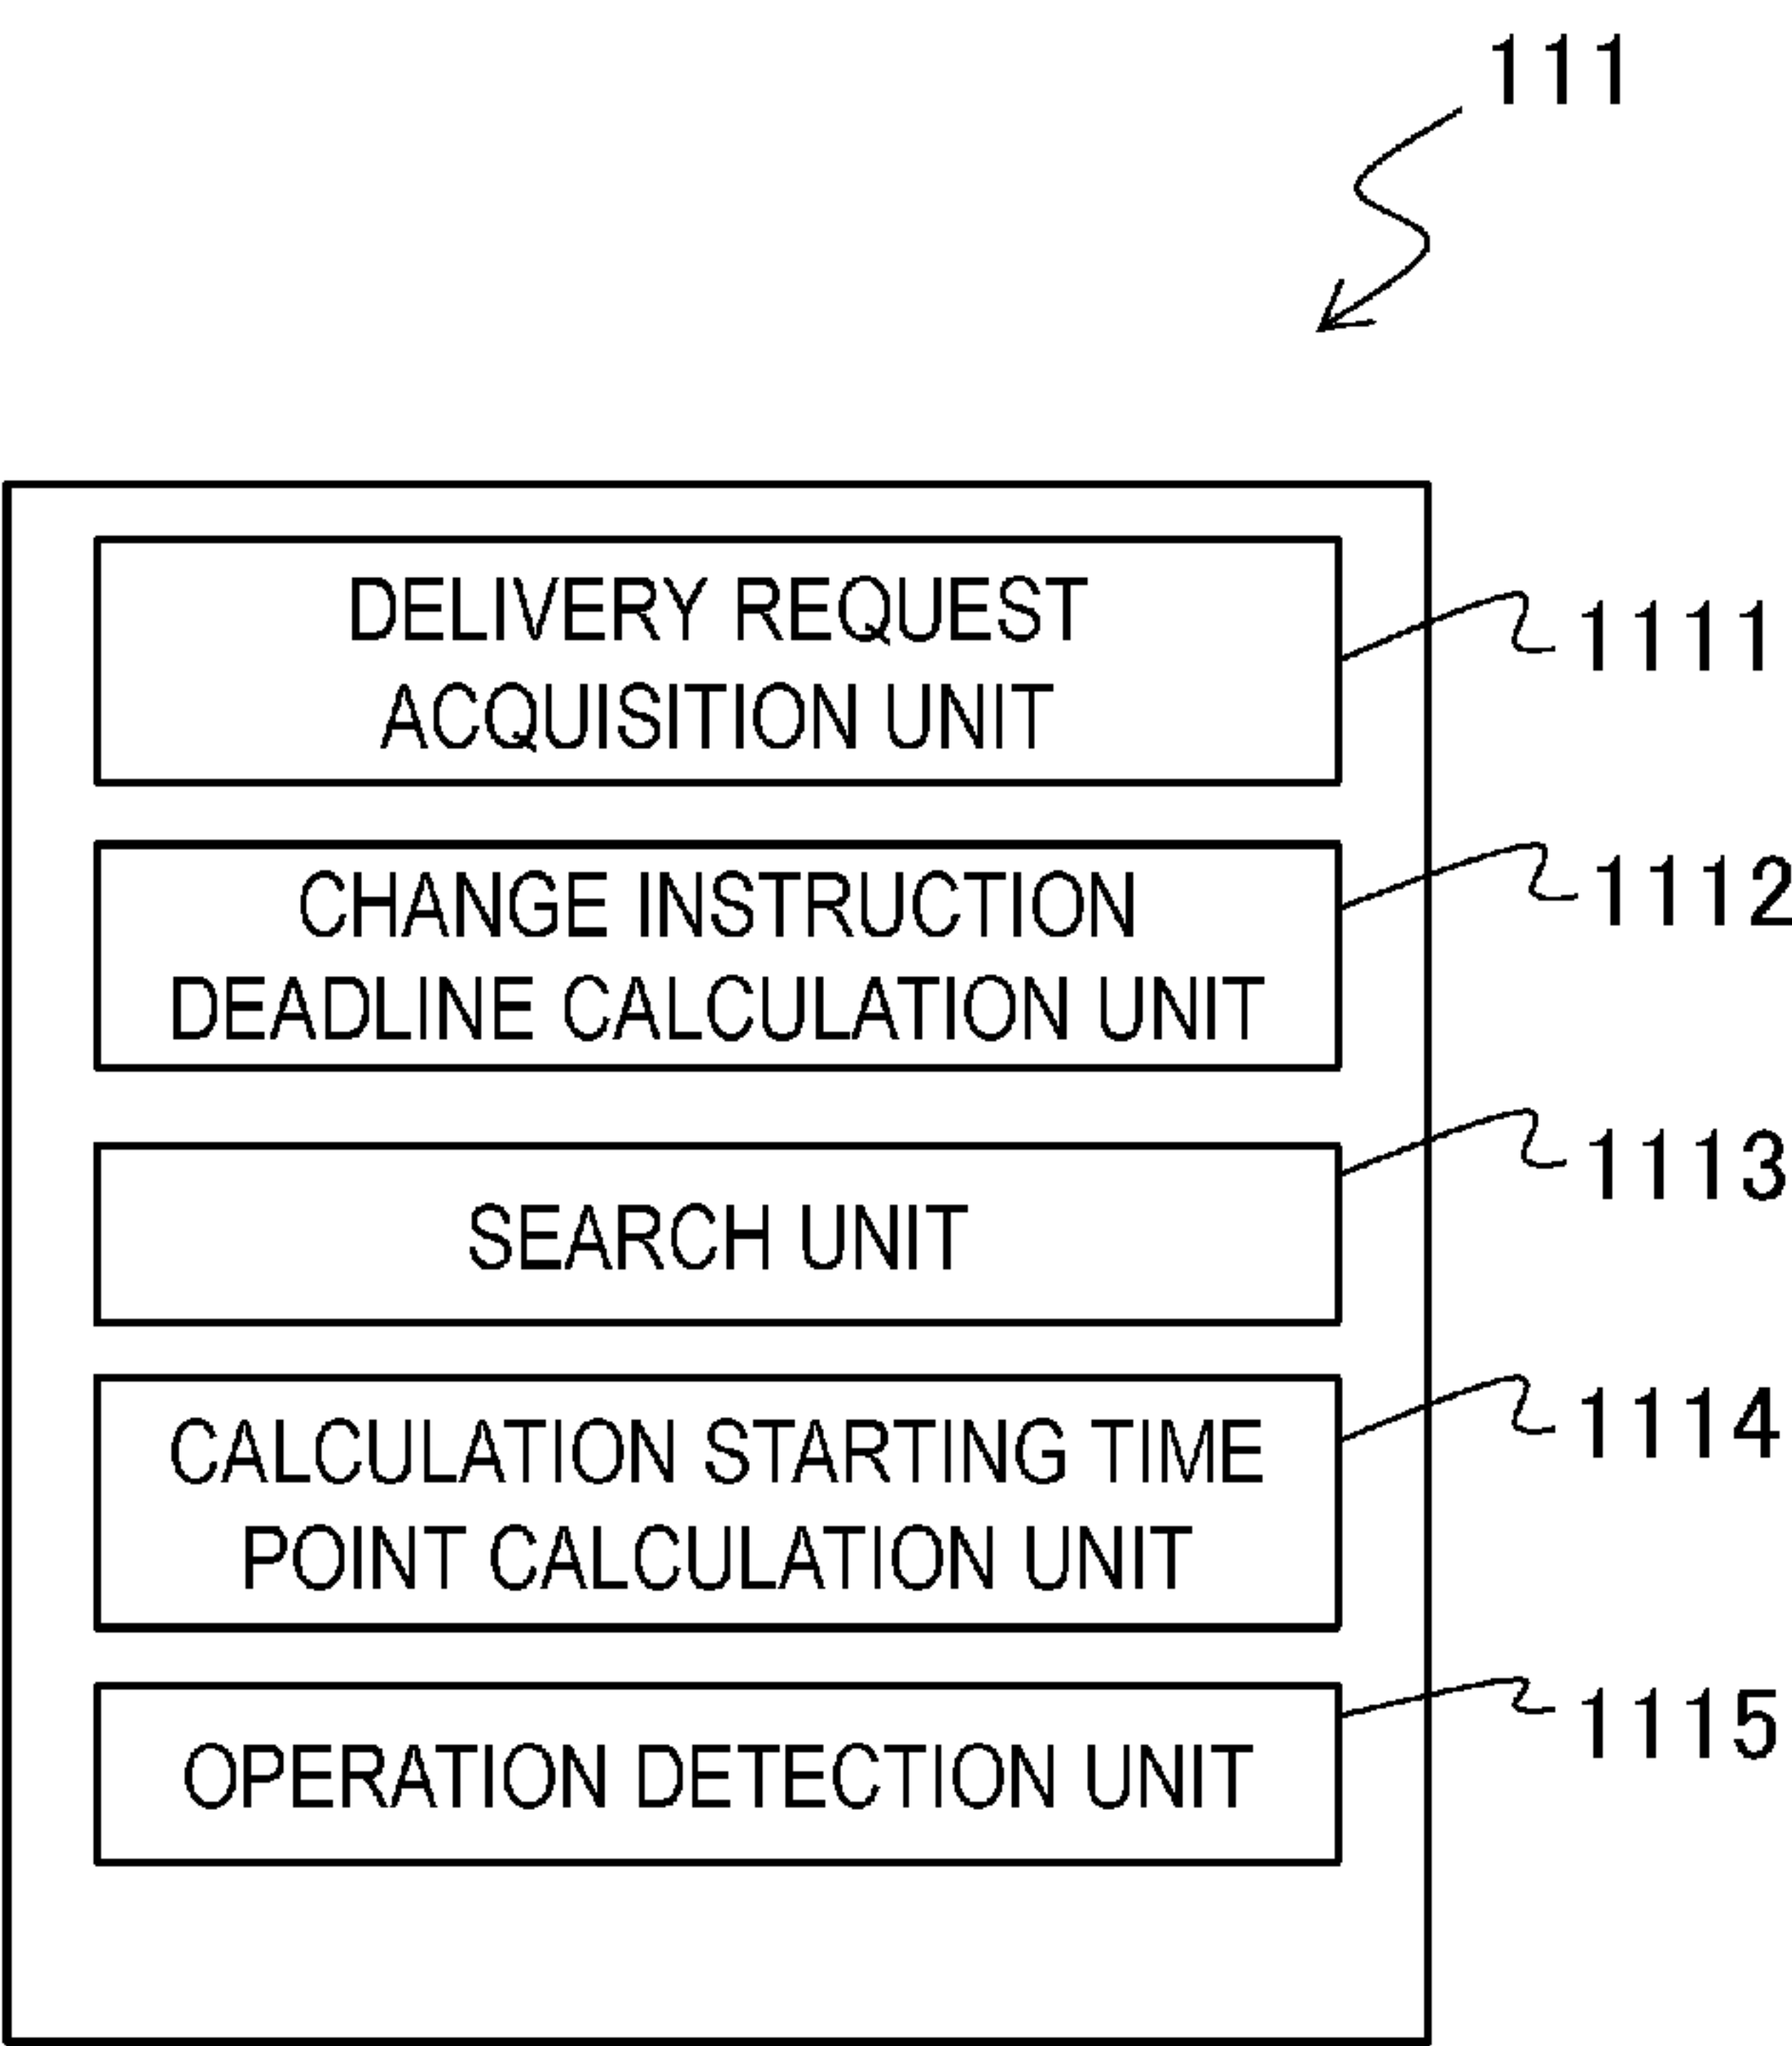 111
DELIVERY REQUEST
ACQUISITION UNIT
1111
CHANGE INSTRUCTION
DEADLINE CALCULATION UNIT
1112
SEARCH UNIT
1113
CALCULATION STARTING TIME
POINT CALCULATION UNIT
1114
OPERATION DETECTION UNIT
1115